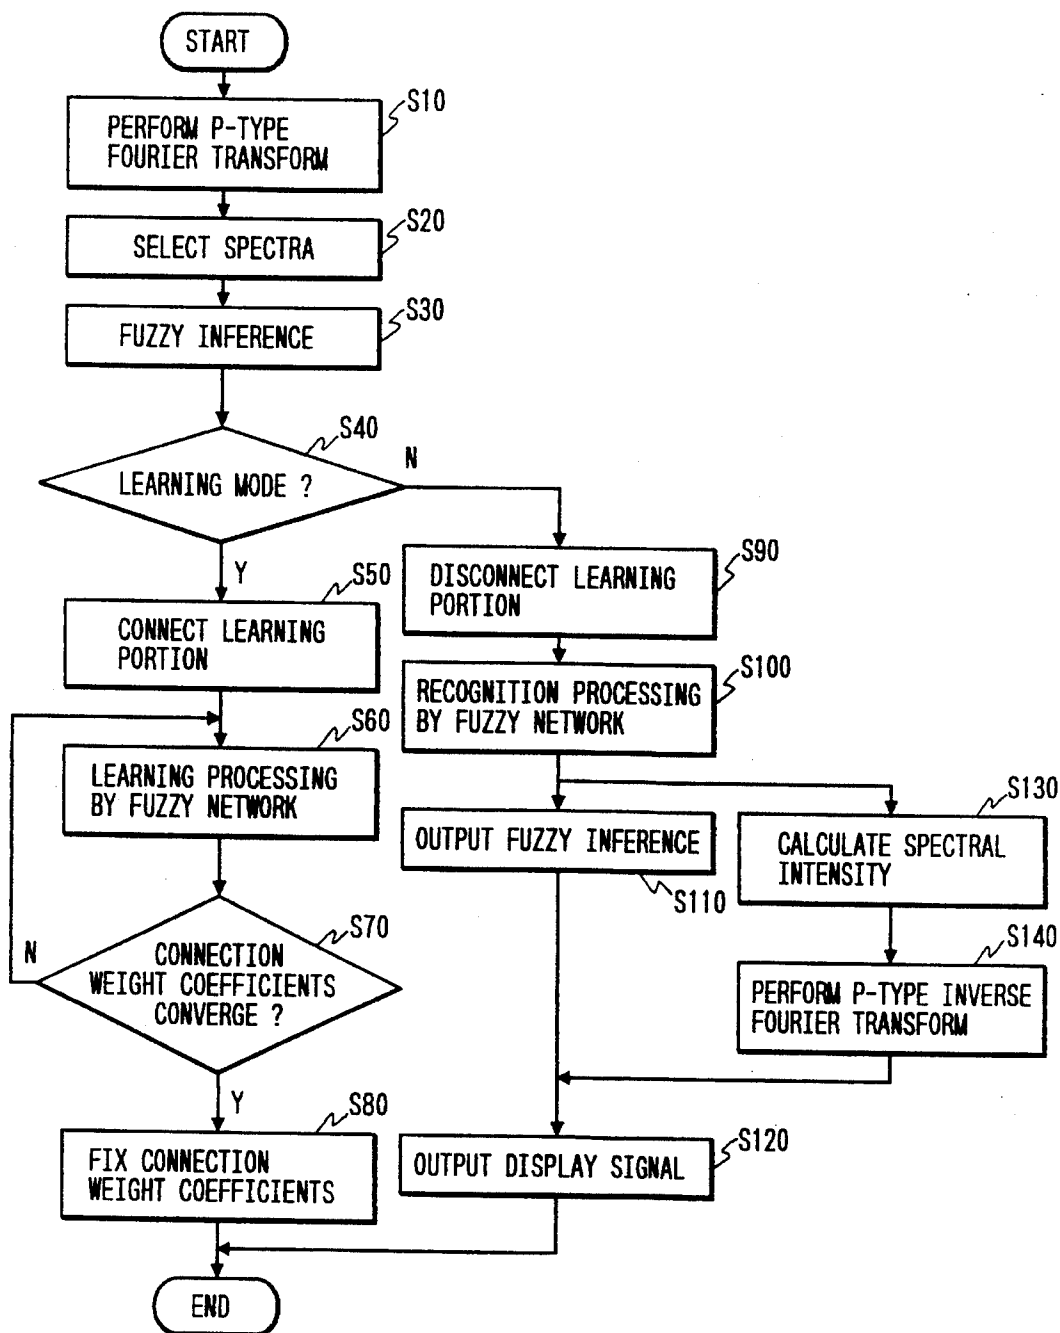 START
S10
PERFORM P-TYPE
FOURIER TRANSFORM
S20
SELECT SPECTRA
S30
FUZZY INFERENCE
S40
LEARNING MODE ?
N
Y
S50
CONNECT LEARNING
PORTION
S60
LEARNING PROCESSING
BY FUZZY NETWORK
S70
N
CONNECTION
WEIGHT COEFFICIENTS
CONVERGE ?
Y
S80
FIX CONNECTION
WEIGHT COEFFICIENTS
S90
DISCONNECT LEARNING
PORTION
S100
RECOGNITION PROCESSING
BY FUZZY NETWORK
OUTPUT FUZZY INFERENCE
S110
S130
CALCULATE SPECTRAL
INTENSITY
S140
PERFORM P-TYPE INVERSE
FOURIER TRANSFORM
S120
OUTPUT DISPLAY SIGNAL
END